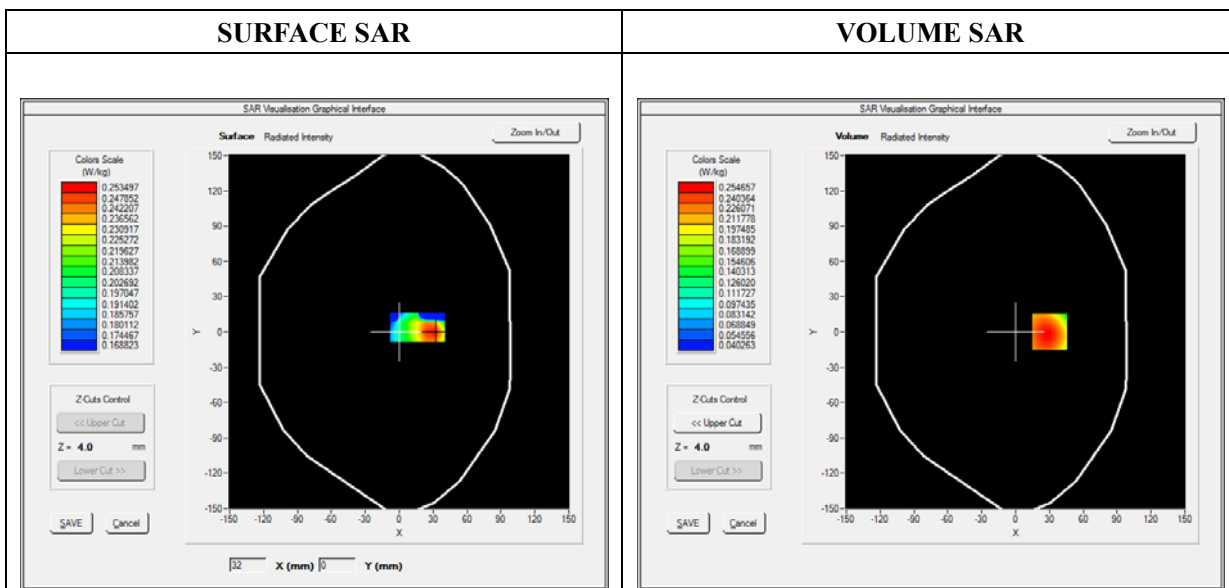 SURFACE SAR
VOLUME SAR
SAR Visualisation Graphical Interface
Surface Radiated Intensity
Zoom In/Out
Colors Scale
(W/kg)
0.253497
0.247852
0.242207
0.236562
0.230917
0.225272
0.219627
0.213982
0.208337
0.202692
0.197047
0.191402
0.185757
0.180112
0.174467
0.168823
150
120
90
60
30
0
-30
-60
-90
-120
-150
Y
-150 -120 -90 -60 -30 0 30 60 90 120 150
X
Z-Cuts Control
<< Upper Cut
Z = 4.0 mm
Lower Cut >>
SAVE Cancel
32 X (mm) 0 Y (mm)
SAR Visualisation Graphical Interface
Volume Radiated Intensity
Zoom In/Out
Colors Scale
(W/kg)
0.254657
0.240364
0.226071
0.211778
0.197485
0.183192
0.168899
0.154606
0.140313
0.126020
0.111727
0.097435
0.083142
0.068849
0.054556
0.040263
150
120
90
60
30
0
-30
-60
-90
-120
-150
Y
-150 -120 -90 -60 -30 0 30 60 90 120 150
X
Z-Cuts Control
<< Upper Cut
Z = 4.0 mm
Lower Cut >>
SAVE Cancel